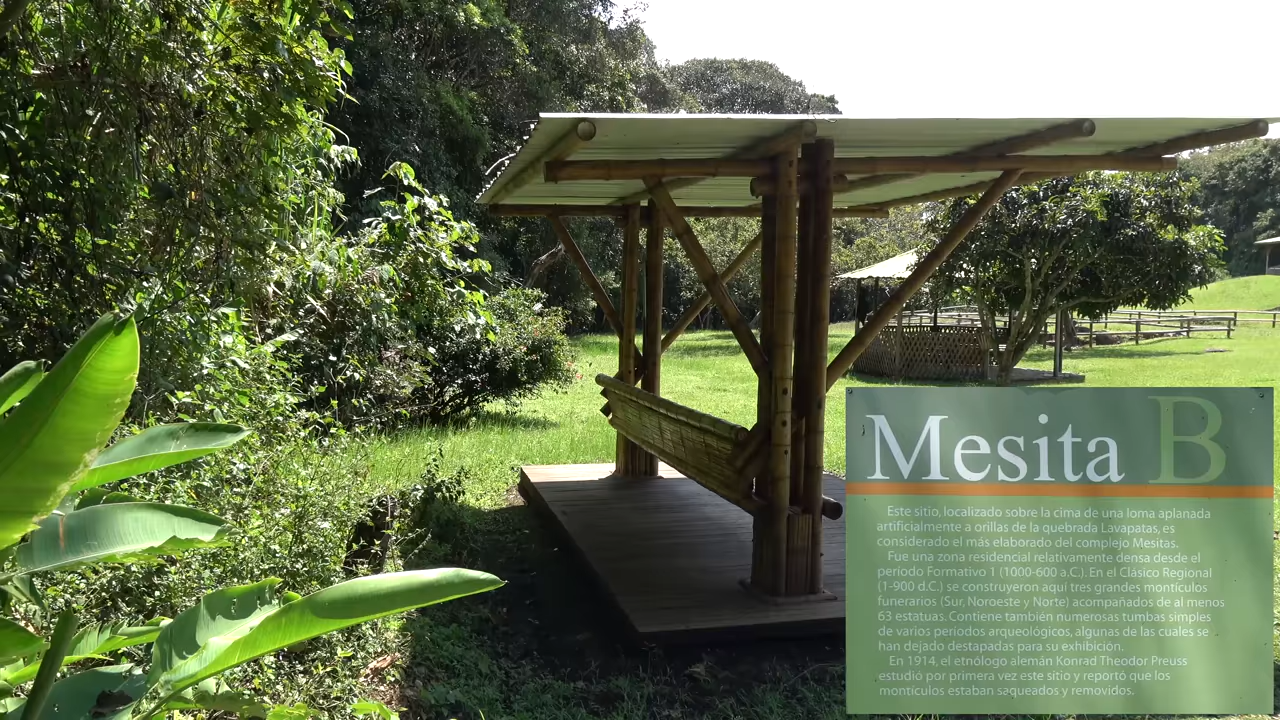 Mesita B
Este sitio, localizado sobre la cima de una loma aplanada
artificialmente a orillas de la quebrada Lavapatas, es
considerado el más elaborado del complejo Mesitas.
Fue una zona residencial relativamente densa desde el
periodo Formativo 1 (1000-600 a.C.). En el Clásico Regional
(1-900 d.C.) se construyeron aquí tres grandes montículos
funerarios (Sur, Noroeste y Norte) acompañados de al menos
63 estatuas. Contiene también numerosas tumbas simples
de varios periodos arqueológicos, algunas de las cuales se
han dejado destapadas para su exhibición.
En 1914, el etnólogo alemán Konrad Theodor Preuss
estudió por primera vez este sitio y reportó que los
montículos estaban saqueados y removidos.